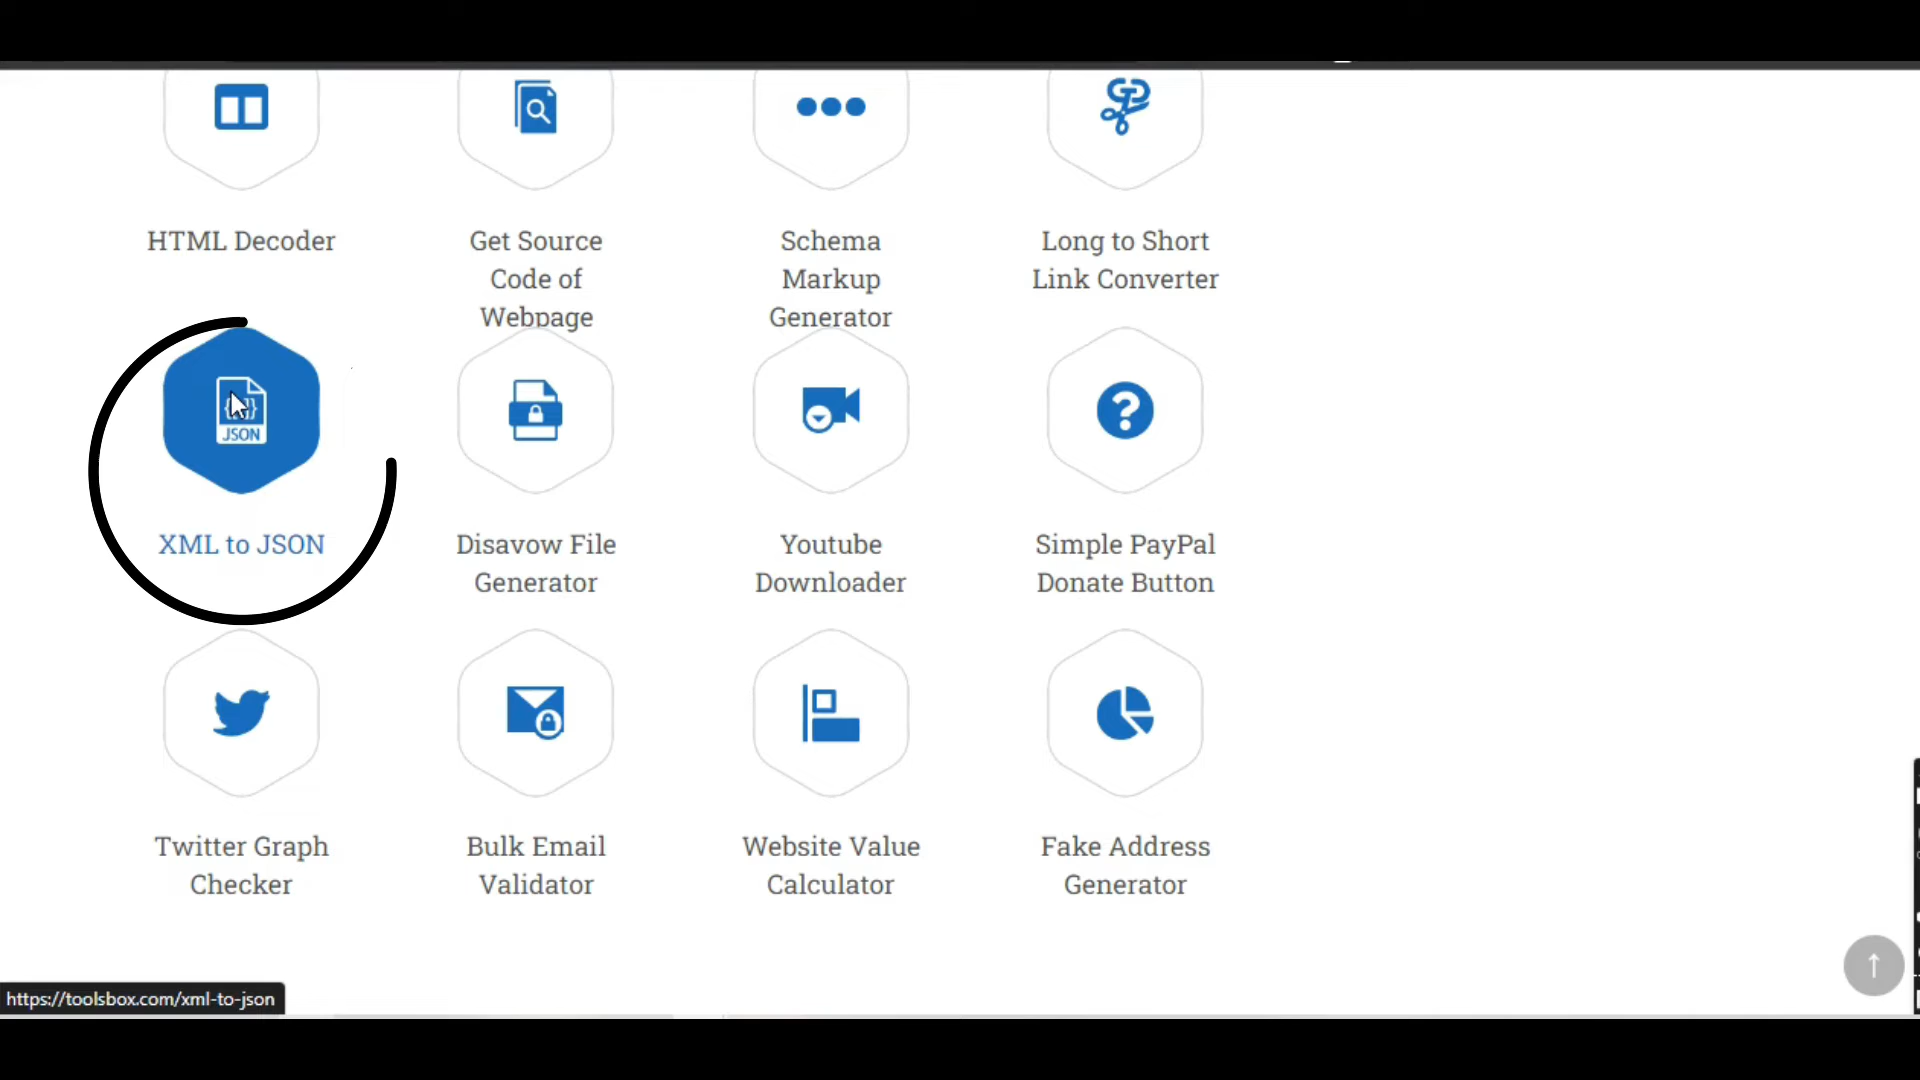 HTML Decoder
Get Source
Code of
Webpage
Schema
Markup
Generator
Long to Short
Link Converter
JSON
XML to JSON
Disavow File
Generator
Youtube
Downloader
Simple PayPal
Donate Button
Twitter Graph
Checker
Bulk Email
Validator
Website Value
Calculator
Fake Address
Generator
https://toolsbox.com/xml-to-json